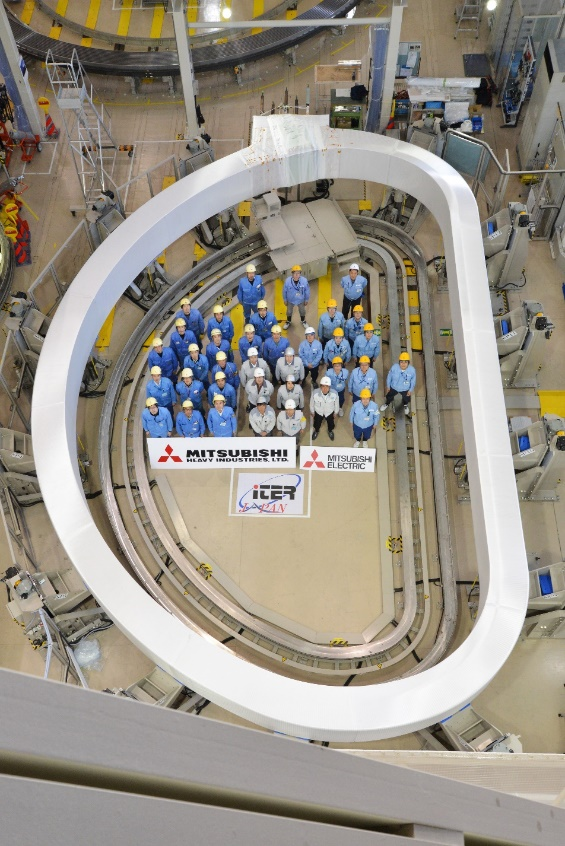 MITSUBISHI
HEAVY INDUSTRIES, LTD.
MITSUBISHI
ELECTRIC
iter
JAPAN